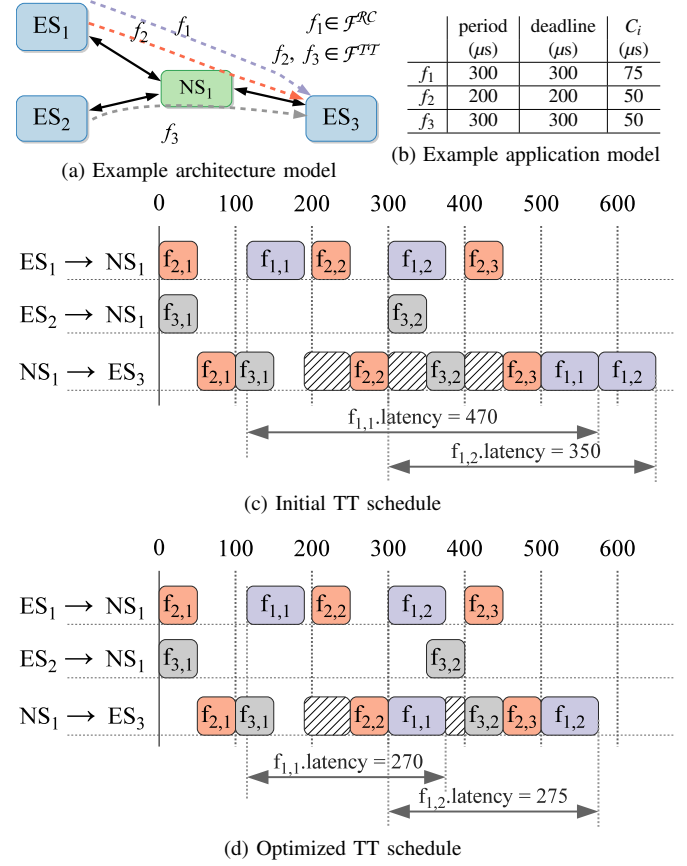 ES1 f2 f1 f1 ∈ ℱ^RC
f2, f3 ∈ ℱ^TT
NS1
ES2 f3 ES3
(a) Example architecture model
period deadline Ci
(μs) (μs) (μs)
f1 300 300 75
f2 200 200 50
f3 300 300 50
(b) Example application model
0 100 200 300 400 500 600
ES1 → NS1 f2,1 f1,1 f2,2 f1,2 f2,3
ES2 → NS1 f3,1 f3,2
NS1 → ES3 f2,1 f3,1 f2,2 f3,2 f2,3 f1,1 f1,2
f1,1.latency = 470
f1,2.latency = 350
(c) Initial TT schedule
0 100 200 300 400 500 600
ES1 → NS1 f2,1 f1,1 f2,2 f1,2 f2,3
ES2 → NS1 f3,1 f3,2
NS1 → ES3 f2,1 f3,1 f2,2 f1,1 f3,2 f2,3 f1,2
f1,1.latency = 270
f1,2.latency = 275
(d) Optimized TT schedule